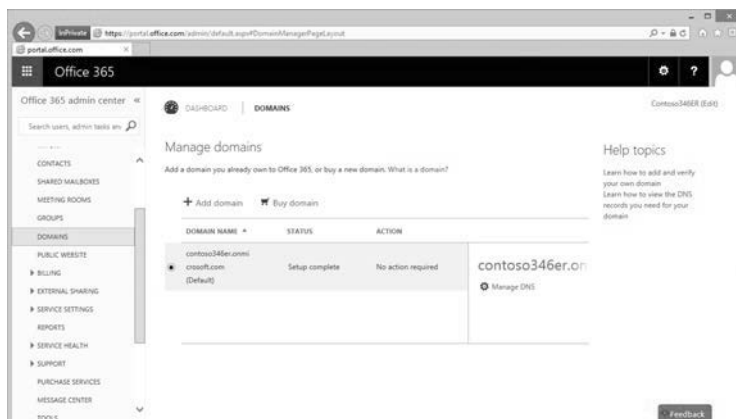 InPrivate https://portal.office.com/admin/default.aspx#DomainManagerPageLayout
portal.office.com
Office 365
?
Office 365 admin center «
DASHBOARD | DOMAINS
Contoso346ER (Edit)
Search users, admin tasks an
Manage domains
Add a domain you already own to Office 365, or buy a new domain. What is a domain?
Help topics
Learn how to add and verify
your own domain
Learn how to view the DNS
records you need for your
domain
CONTACTS
SHARED MAILBOXES
MEETING ROOMS
GROUPS
DOMAINS
PUBLIC WEBSITE
BILLING
EXTERNAL SHARING
SERVICE SETTINGS
REPORTS
SERVICE HEALTH
SUPPORT
PURCHASE SERVICES
MESSAGE CENTER
TOOLS
+ Add domain Buy domain
DOMAIN NAME STATUS ACTION
contoso346er.onmi
crosoft.com
(Default)
Setup complete
No action required
contoso346er.on
Manage DNS
Feedback